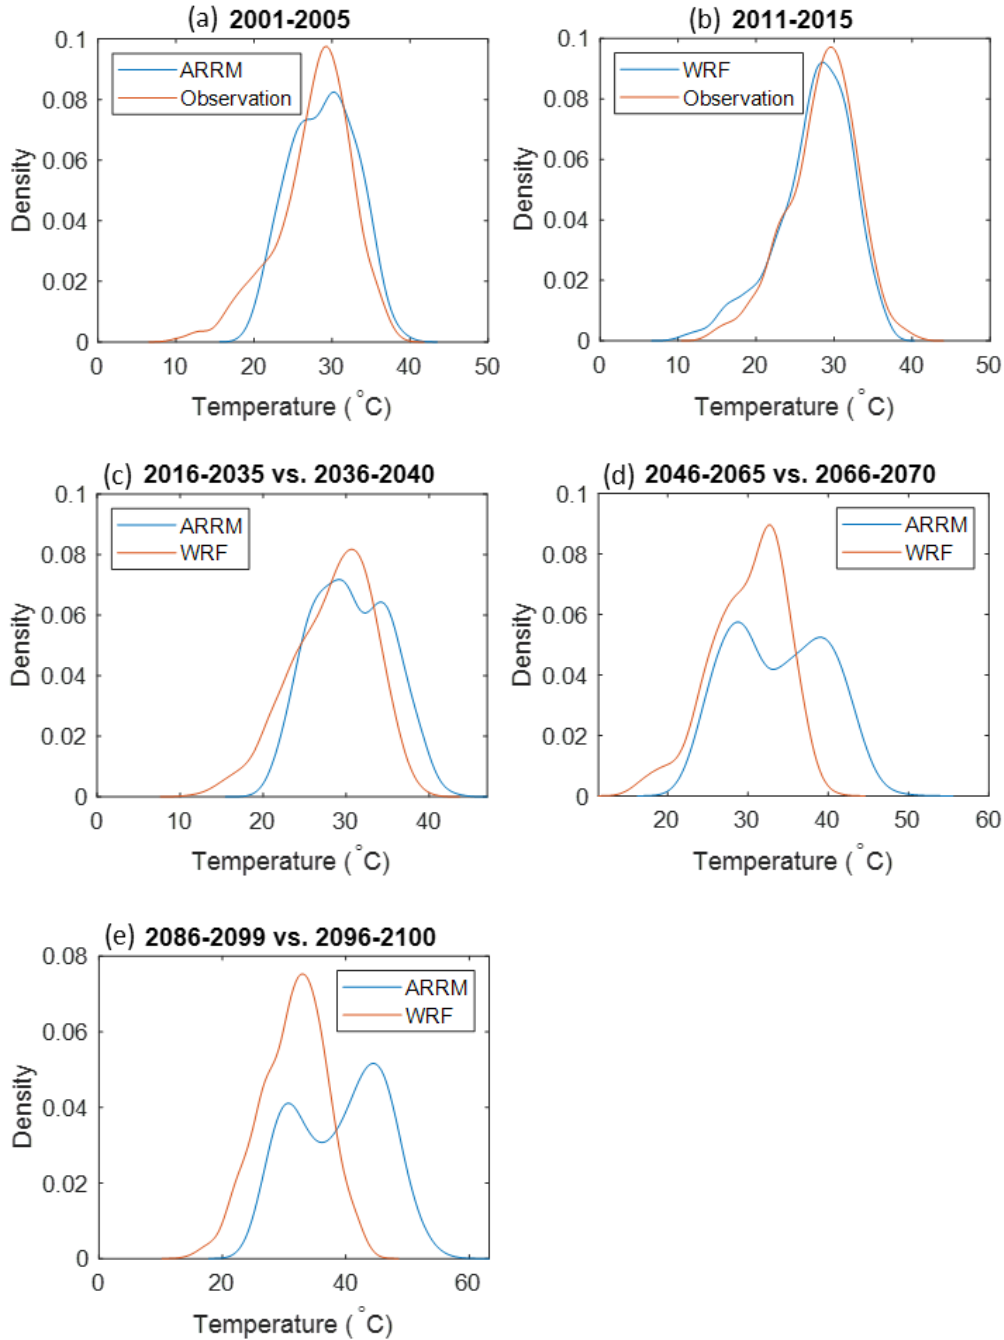 (a) 2001-2005
0.1
0.08
0.06
0.04
0.02
0
Density
ARRM
Observation
0 10 20 30 40 50
Temperature ( °C)
(b) 2011-2015
0.1
0.08
0.06
0.04
0.02
0
Density
WRF
Observation
0 10 20 30 40 50
Temperature ( °C)
(c) 2016-2035 vs. 2036-2040
0.1
0.08
0.06
0.04
0.02
0
Density
ARRM
WRF
0 10 20 30 40
Temperature ( °C)
(d) 2046-2065 vs. 2066-2070
0.1
0.08
0.06
0.04
0.02
0
Density
ARRM
WRF
20 30 40 50 60
Temperature ( °C)
(e) 2086-2099 vs. 2096-2100
0.08
0.06
0.04
0.02
0
Density
ARRM
WRF
0 20 40 60
Temperature ( °C)